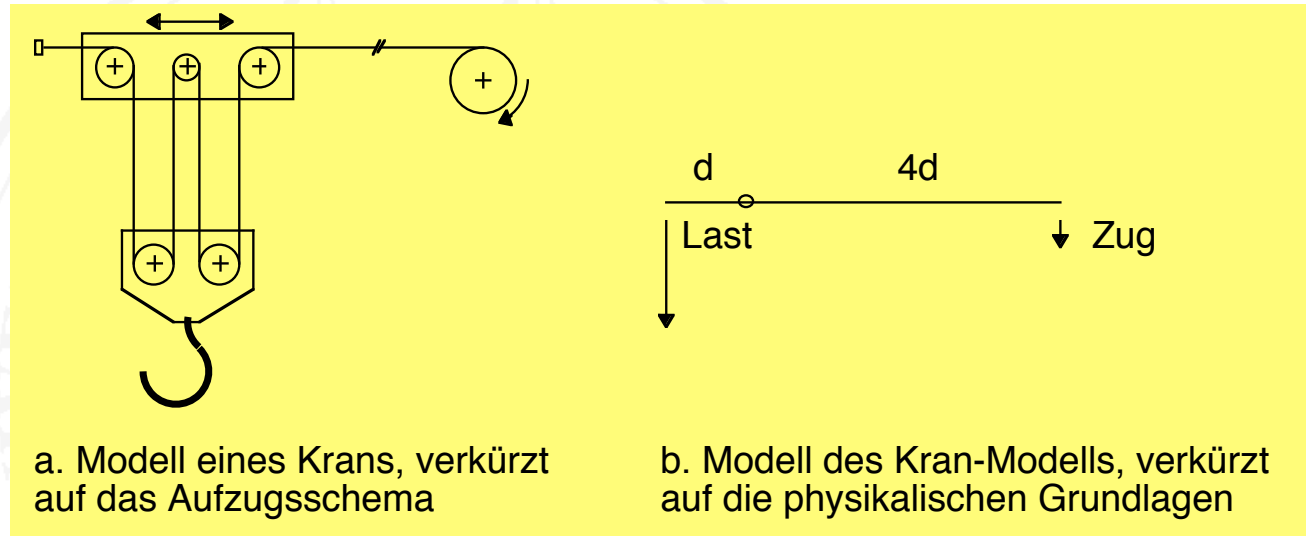 d
4d
Last
Zug
a. Modell eines Krans, verkürzt
auf das Aufzugsschema
b. Modell des Kran-Modells, verkürzt
auf die physikalischen Grundlagen